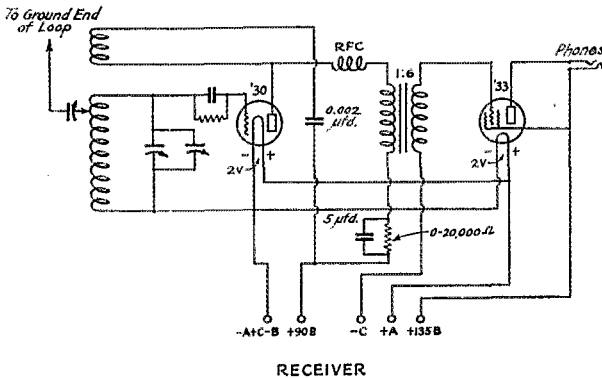 To Ground End
of Loop
RFC
1:6
Phones
'30
'33
0.002
µfd.
- +
2V
- +
2V
.5 µfd.
0-20,000 Ω
-A+C-B +90B -C +A +135B
RECEIVER